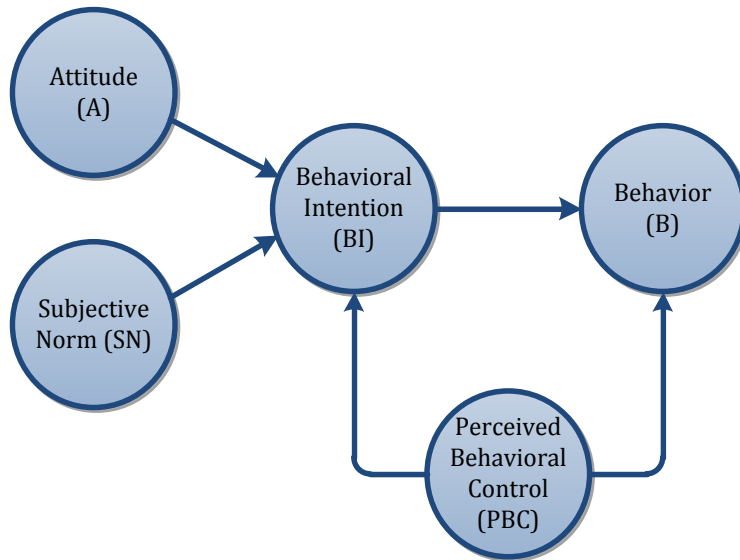 Attitude
(A)
Behavioral
Intention
(BI)
Behavior
(B)
Subjective
Norm (SN)
Perceived
Behavioral
Control
(PBC)